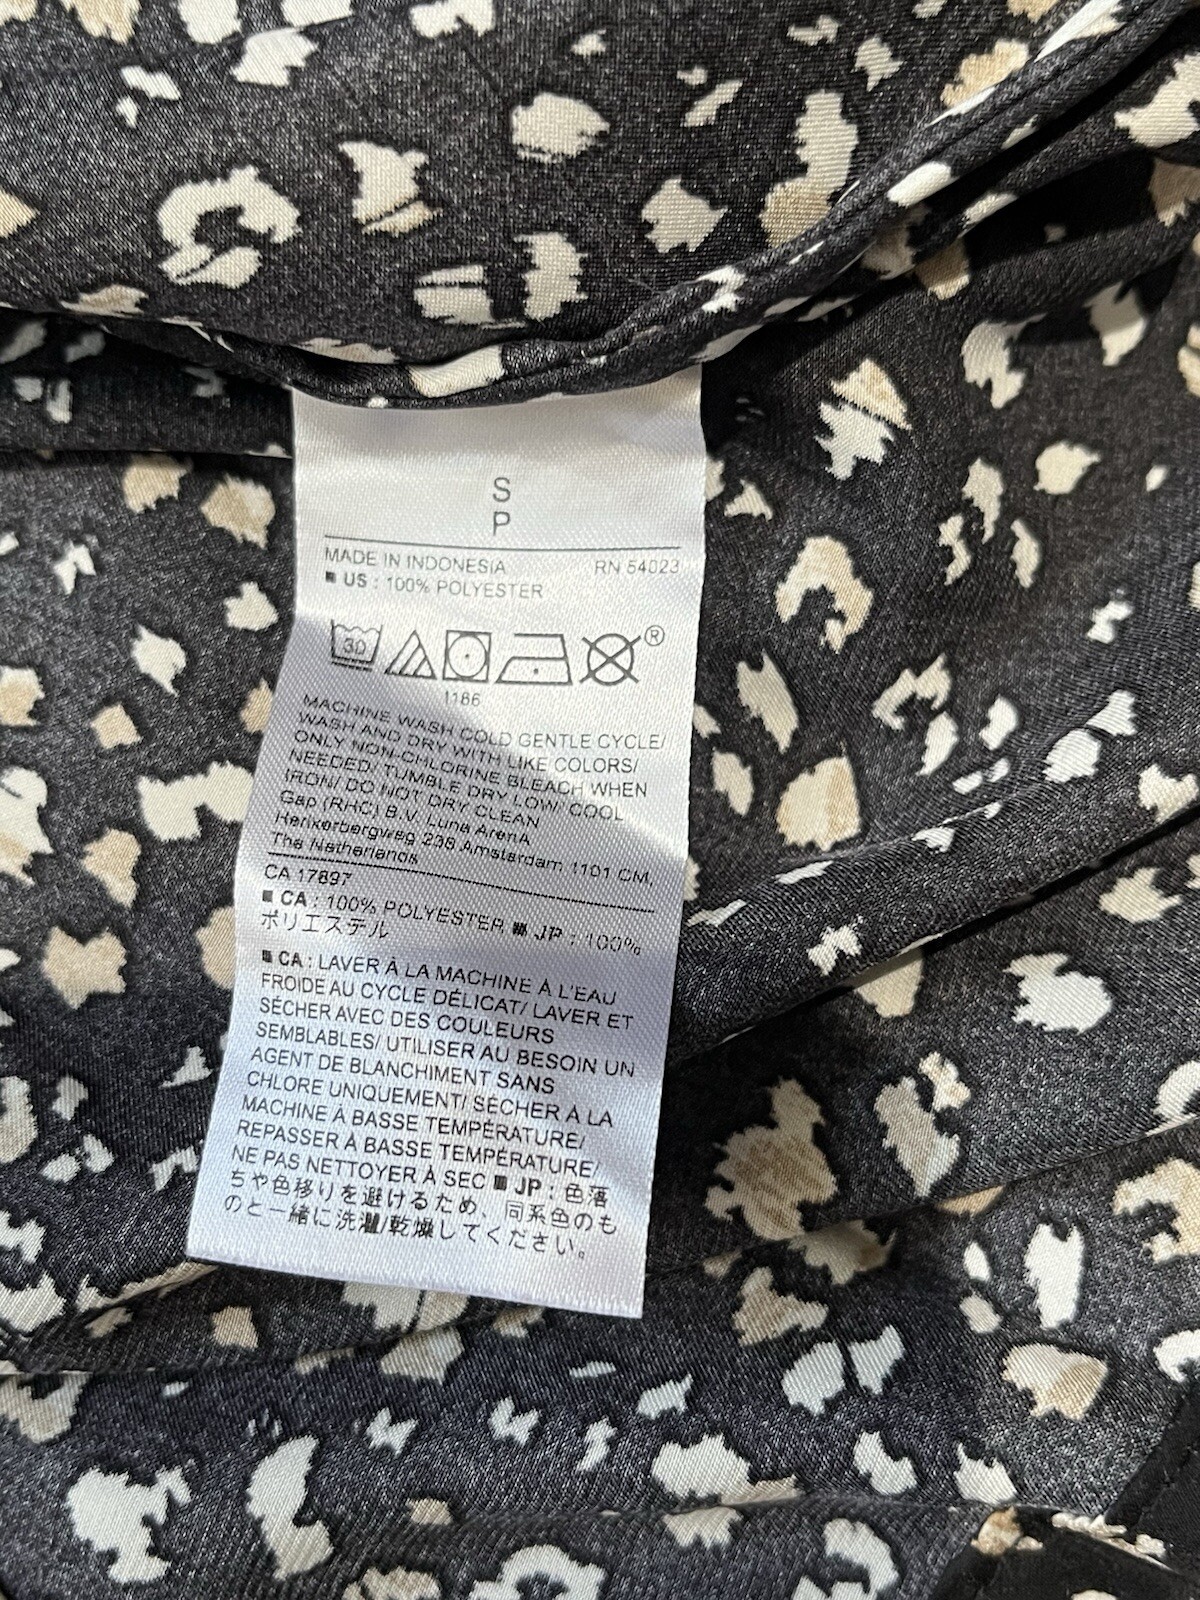 S
P
MADE IN INDONESIA RN 54023
■ US : 100% POLYESTER
30 ®
1186
MACHINE WASH COLD GENTLE CYCLE/
WASH AND DRY WITH LIKE COLORS/
ONLY NON-CHLORINE BLEACH WHEN
NEEDED/ TUMBLE DRY LOW/ COOL
IRON/ DO NOT DRY CLEAN
Gap (RHC) B.V. Luna ArenA
Herikerbergweg 238 Amsterdam 1101 CM,
The Netherlands
CA 17897
■ CA : 100% POLYESTER ■ JP : 100%
ポリエステル
■ CA : LAVER À LA MACHINE À L'EAU
FROIDE AU CYCLE DÉLICAT/ LAVER ET
SÉCHER AVEC DES COULEURS
SEMBLABLES/ UTILISER AU BESOIN UN
AGENT DE BLANCHIMENT SANS
CHLORE UNIQUEMENT/ SÉCHER À LA
MACHINE À BASSE TEMPÉRATURE/
REPASSER À BASSE TEMPÉRATURE/
NE PAS NETTOYER À SEC ■ JP : 色落
ちや色移りを避けるため、同系色のも
のと一緒に洗濯/乾燥してください。